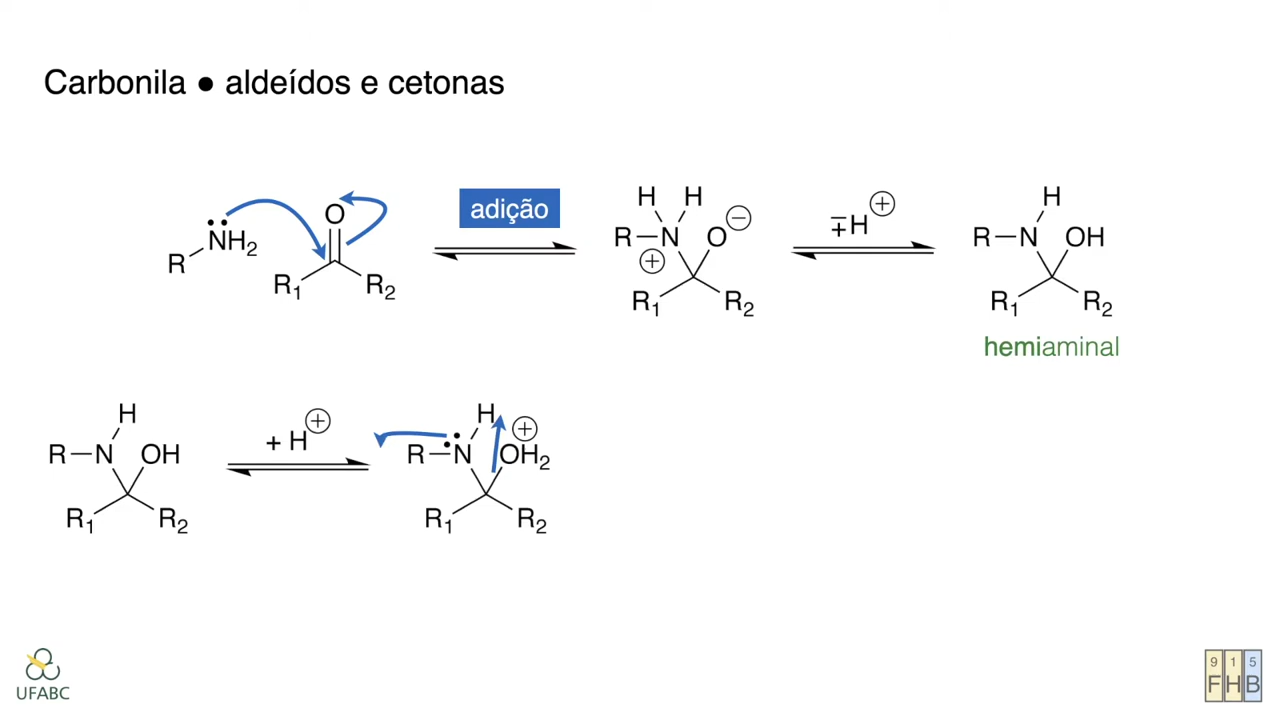 Carbonila ● aldeídos e cetonas
R NH₂ O R₁ R₂
adição
H H R N ⊕ O ⊖ R₁ R₂
∓H⊕
H R N OH R₁ R₂
hemiaminal
H R N OH R₁ R₂
+ H⊕
H R N OH₂ ⊕ R₁ R₂
UFABC
9 1 5
F H B